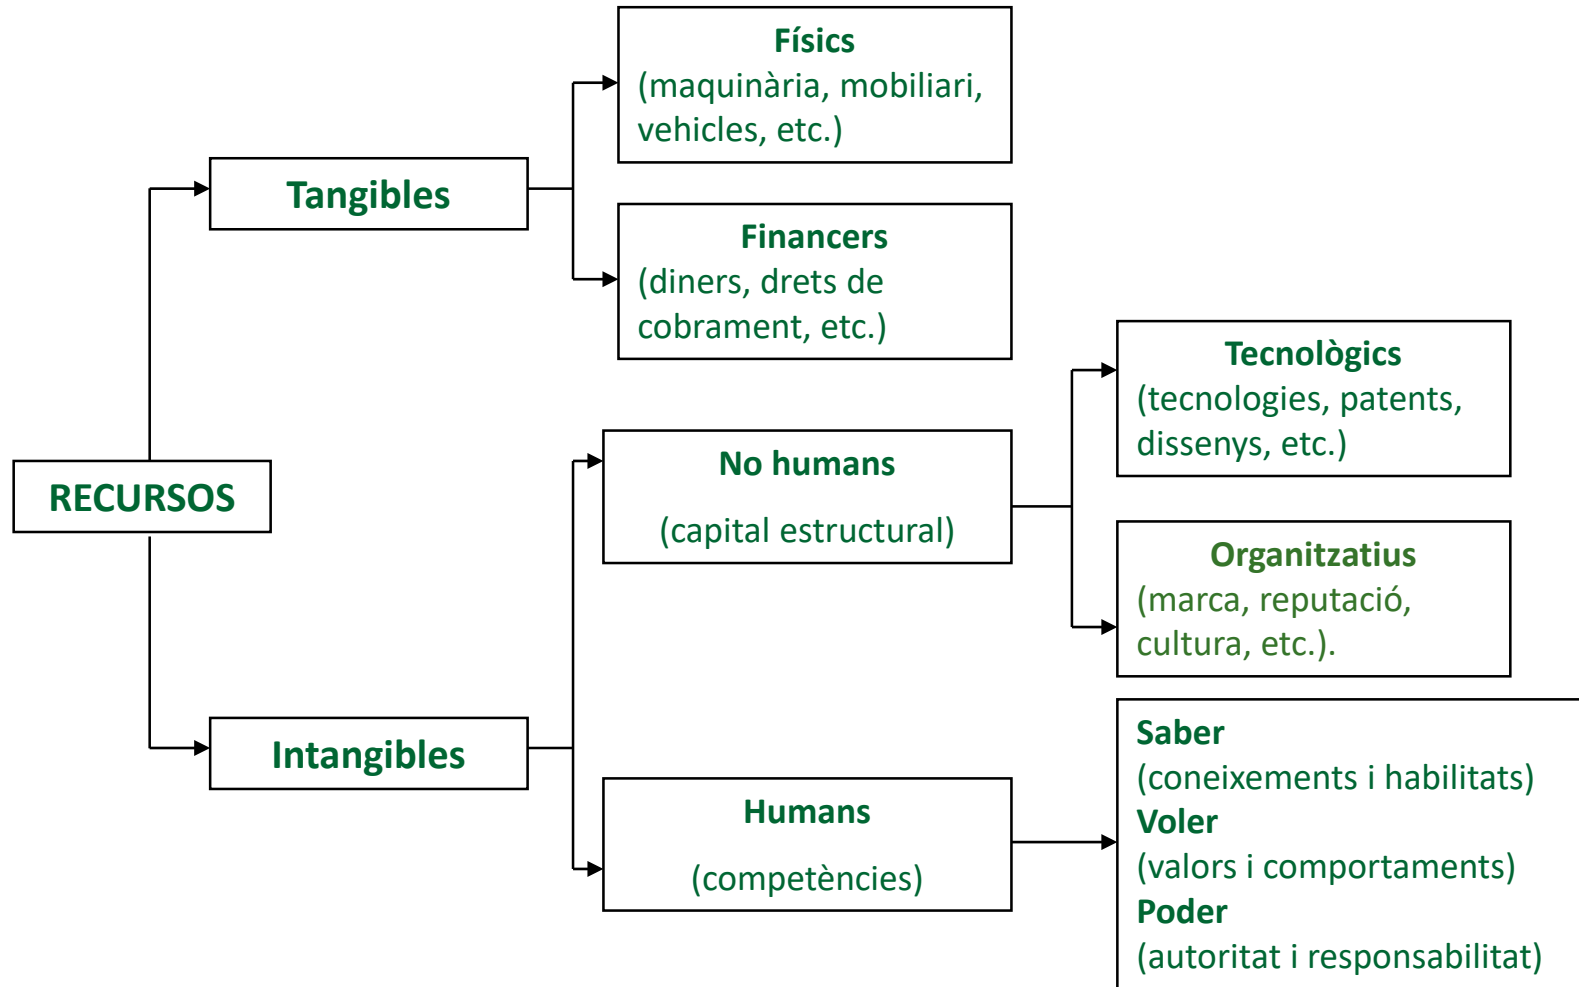 Físics
(maquinària, mobiliari,
vehicles, etc.)
Tangibles
Financers
(diners, drets de
cobrament, etc.)
Tecnològics
(tecnologies, patents,
dissenys, etc.)
No humans
(capital estructural)
RECURSOS
Organitzatius
(marca, reputació,
cultura, etc.).
Intangibles
Humans
(competències)
Saber
(coneixements i habilitats)
Voler
(valors i comportaments)
Poder
(autoritat i responsabilitat)